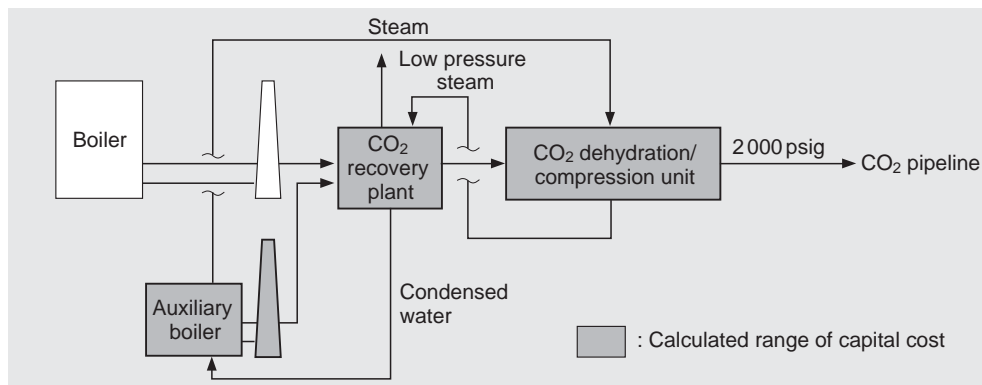 Steam
Low pressure
steam
Boiler
CO2
recovery
plant
CO2 dehydration/
compression unit
2 000 psig
CO2 pipeline
Auxiliary
boiler
Condensed
water
: Calculated range of capital cost